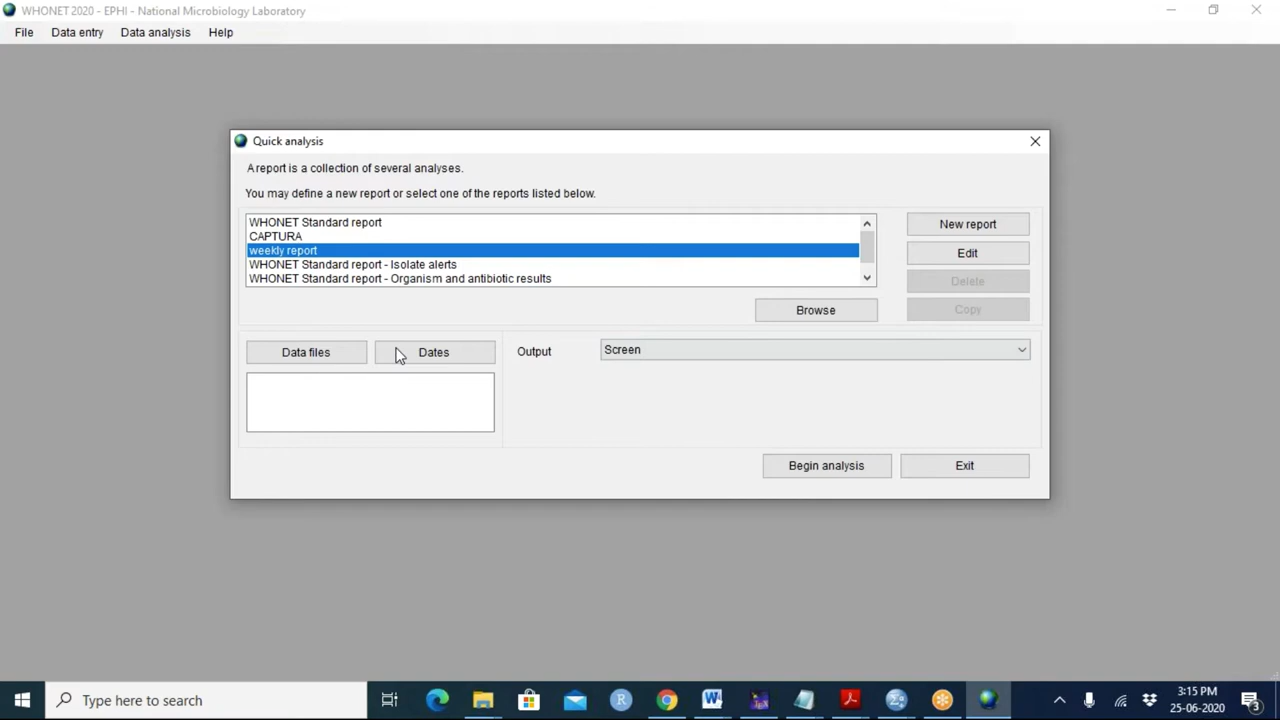 WHONET 2020 - EPHI - National Microbiology Laboratory
File Data entry Data analysis Help
Quick analysis
A report is a collection of several analyses.
You may define a new report or select one of the reports listed below.
WHONET Standard report
CAPTURA
weekly report
WHONET Standard report - Isolate alerts
WHONET Standard report - Organism and antibiotic results
New report
Edit
Delete
Copy
Browse
Data files Dates Output Screen
Begin analysis Exit
Type here to search
3:15 PM
25-06-2020